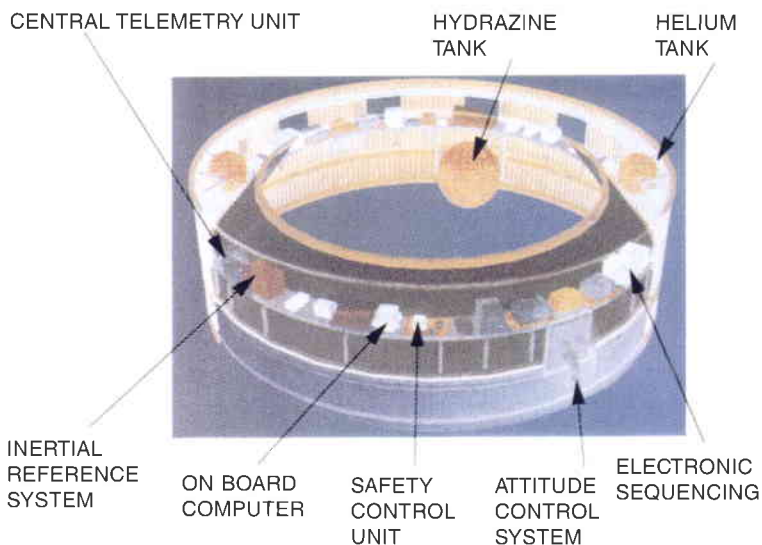 CENTRAL TELEMETRY UNIT
HYDRAZINE
TANK
HELIUM
TANK
INERTIAL
REFERENCE
SYSTEM
ON BOARD
COMPUTER
SAFETY
CONTROL
UNIT
ATTITUDE
CONTROL
SYSTEM
ELECTRONIC
SEQUENCING